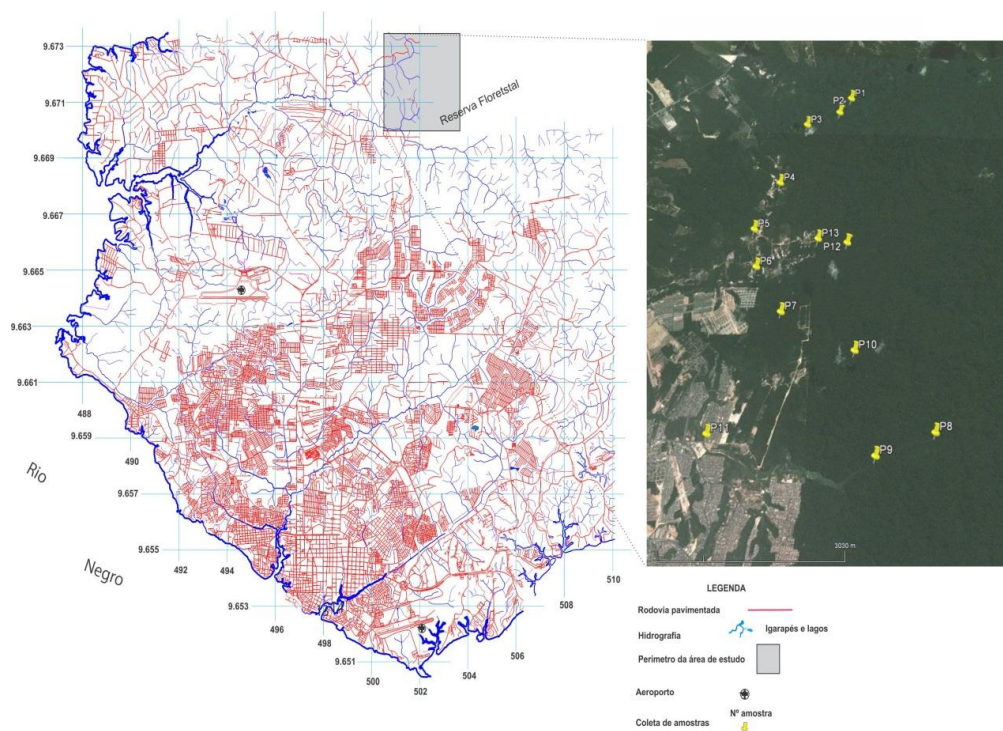 9.673
9.671
9.669
9.667
9.665
9.663
9.661
9.659
9.657
9.655
9.653
9.651
488
490
492
494
496
498
500
502
504
506
508
510
Reserva Floretstal
Rio
Negro
P1
P2
P3
P4
P5
P13
P12
P6
P7
P10
P11
P8
P9
3030 m
LEGENDA
Rodovia pavimentada
Hidrografia
Igarapés e lagos
Perimetro da área de estudo
Aeroporto
Nº amostra
Coleta de amostras